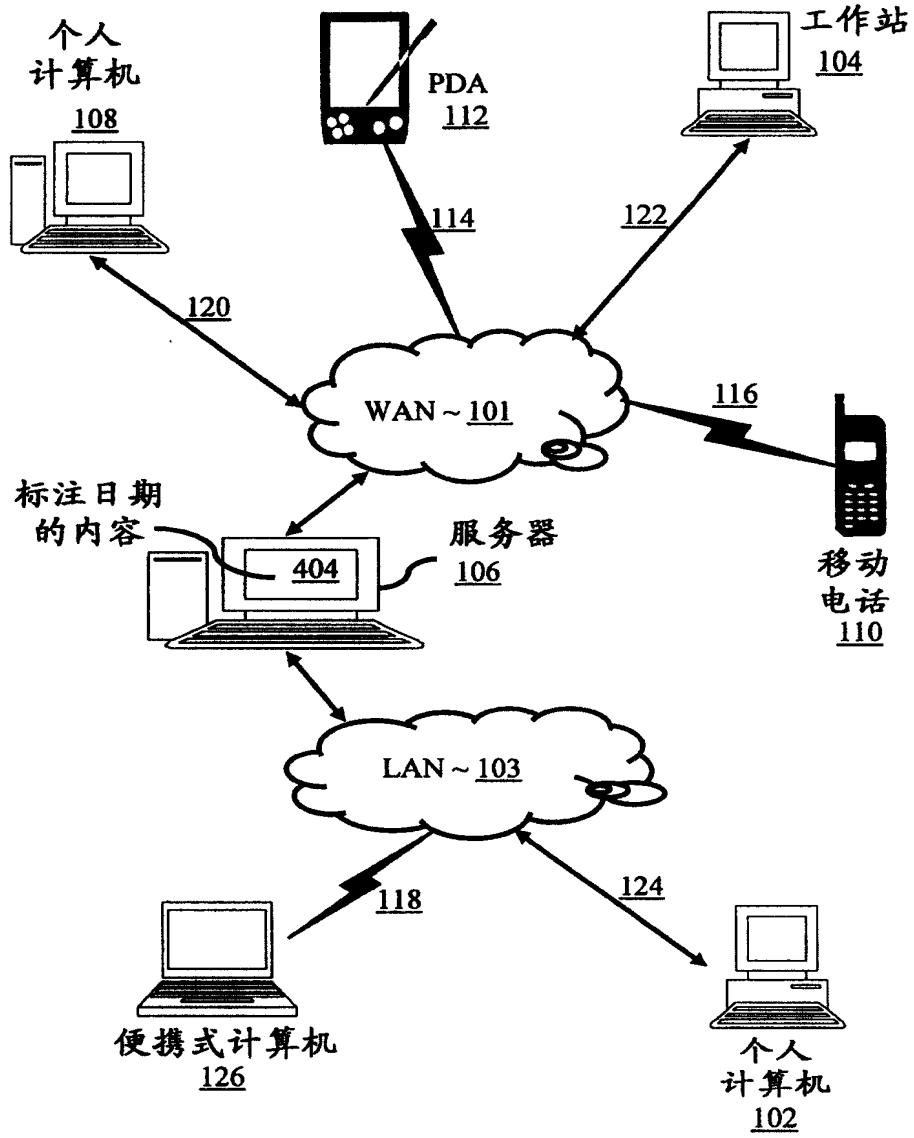 个人
计算机
108
PDA
112
工作站
104
114
122
120
WAN ~ 101
116
标注日期
的内容
404
服务器
106
移动
电话
110
LAN ~ 103
118
124
便携式计算机
126
个人
计算机
102